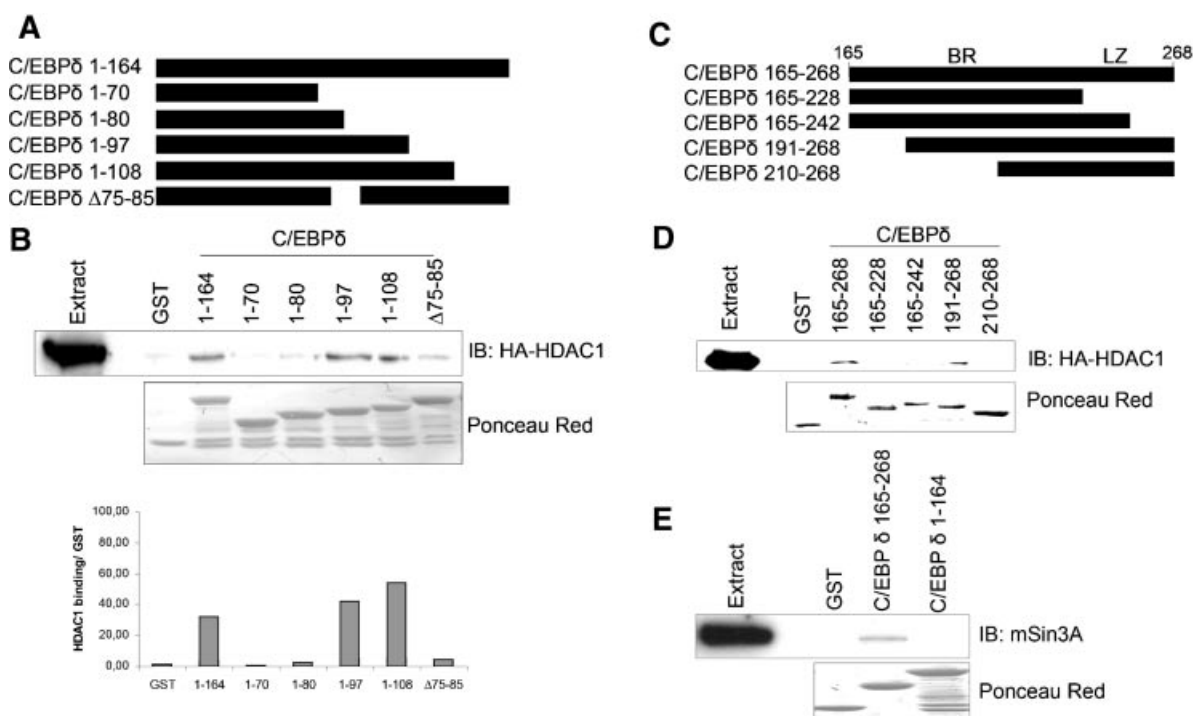 A
C/EBPδ 1-164
C/EBPδ 1-70
C/EBPδ 1-80
C/EBPδ 1-97
C/EBPδ 1-108
C/EBPδ Δ75-85
B
C/EBPδ
Extract
GST
1-164
1-70
1-80
1-97
1-108
Δ75-85
IB: HA-HDAC1
Ponceau Red
HDAC1 binding/ GST
100,00
80,00
60,00
40,00
20,00
0,00
GST 1-164 1-70 1-80 1-97 1-108 Δ75-85
C
165 BR LZ 268
C/EBPδ 165-268
C/EBPδ 165-228
C/EBPδ 165-242
C/EBPδ 191-268
C/EBPδ 210-268
D
C/EBPδ
Extract
GST
165-268
165-228
165-242
191-268
210-268
IB: HA-HDAC1
Ponceau Red
E
Extract
GST
C/EBP δ 165-268
C/EBP δ 1-164
IB: mSin3A
Ponceau Red